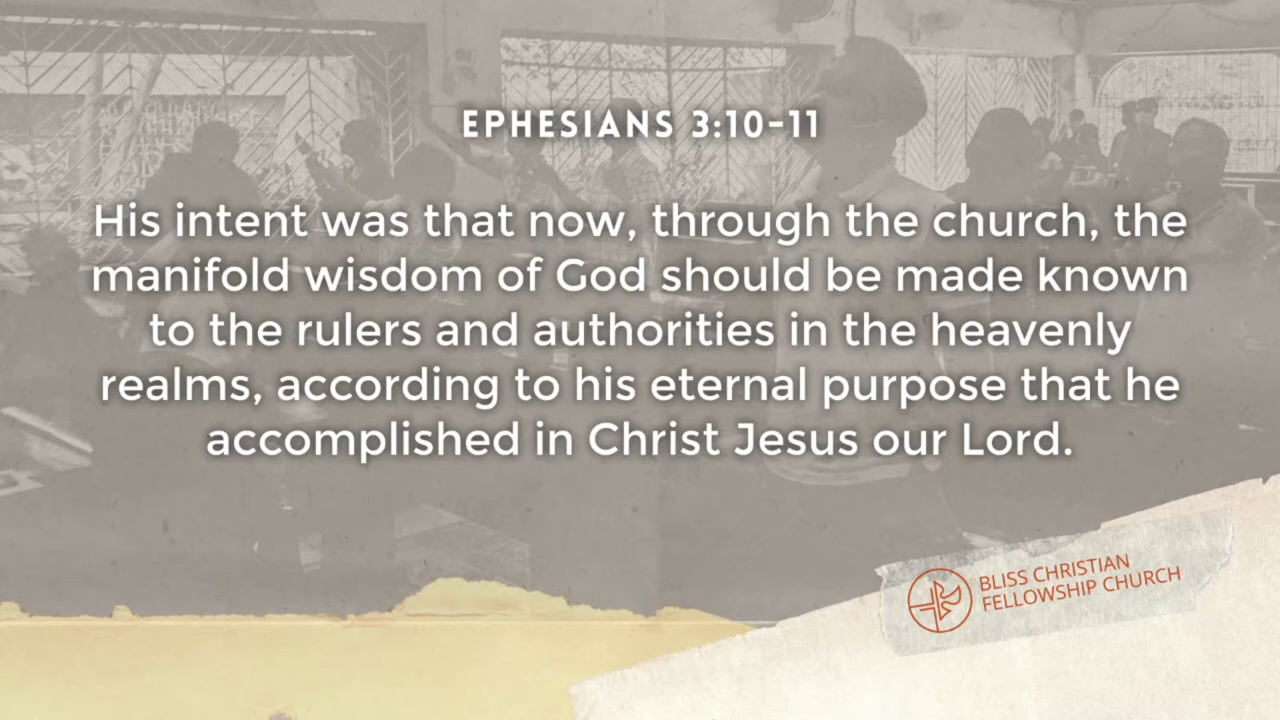 EPHESIANS 3:10-11
His intent was that now, through the church, the
manifold wisdom of God should be made known
to the rulers and authorities in the heavenly
realms, according to his eternal purpose that he
accomplished in Christ Jesus our Lord.
BLISS CHRISTIAN
FELLOWSHIP CHURCH